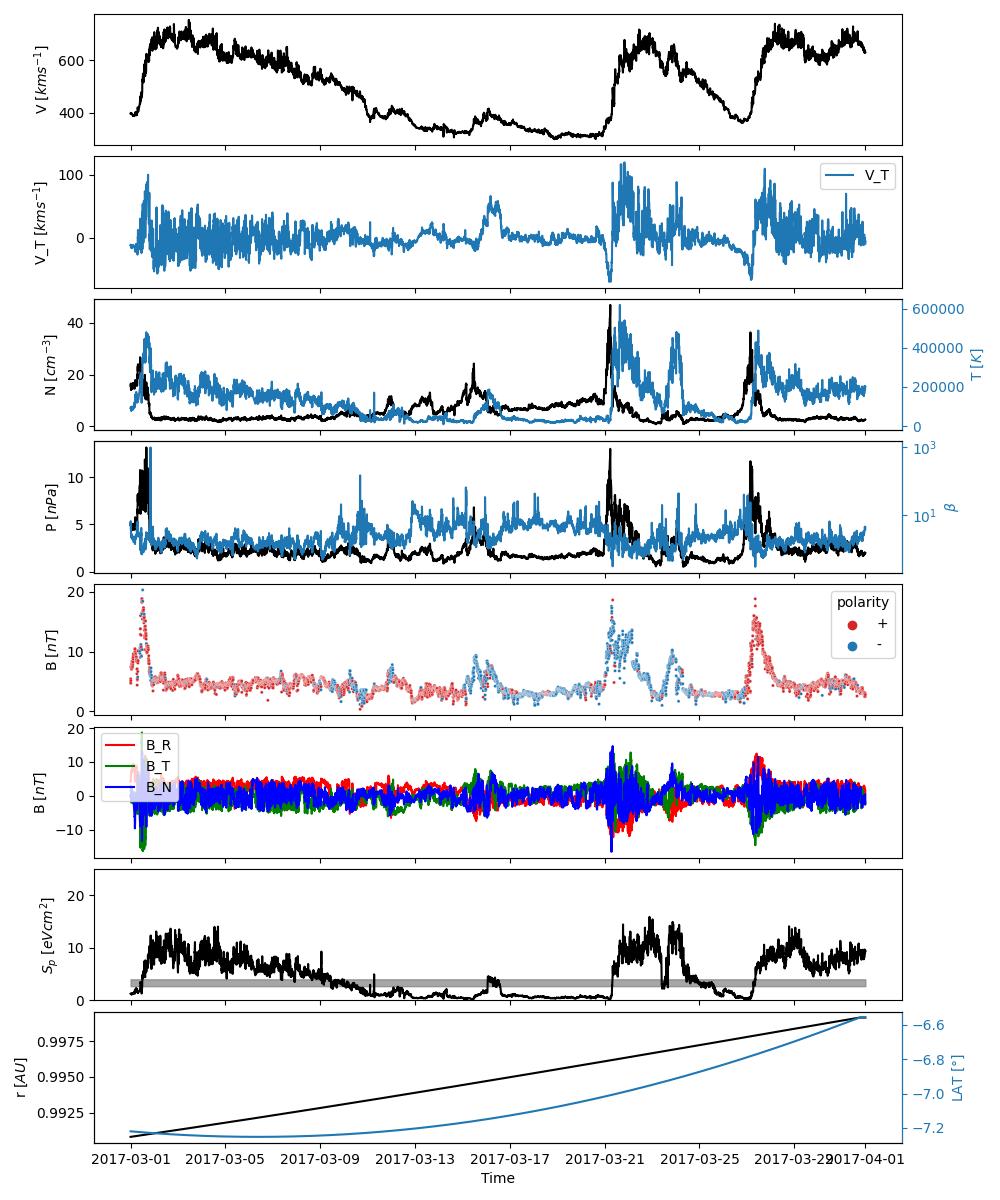 V [kms⁻¹]
600
400
V_T [kms⁻¹]
100
0
V_T
N [cm⁻³]
40
20
0
600000
400000
200000
0
T [K]
P [nPa]
10
5
0
10³
10¹
β
B [nT]
20
10
0
polarity
+
-
B [nT]
20
10
0
−10
B_R
B_T
B_N
Sₚ [eVcm²]
20
10
0
r [AU]
0.9975
0.9950
0.9925
−6.6
−6.8
−7.0
−7.2
LAT [°]
2017-03-01 2017-03-05 2017-03-09 2017-03-13 2017-03-17 2017-03-21 2017-03-25 2017-03-29 2017-04-01
Time